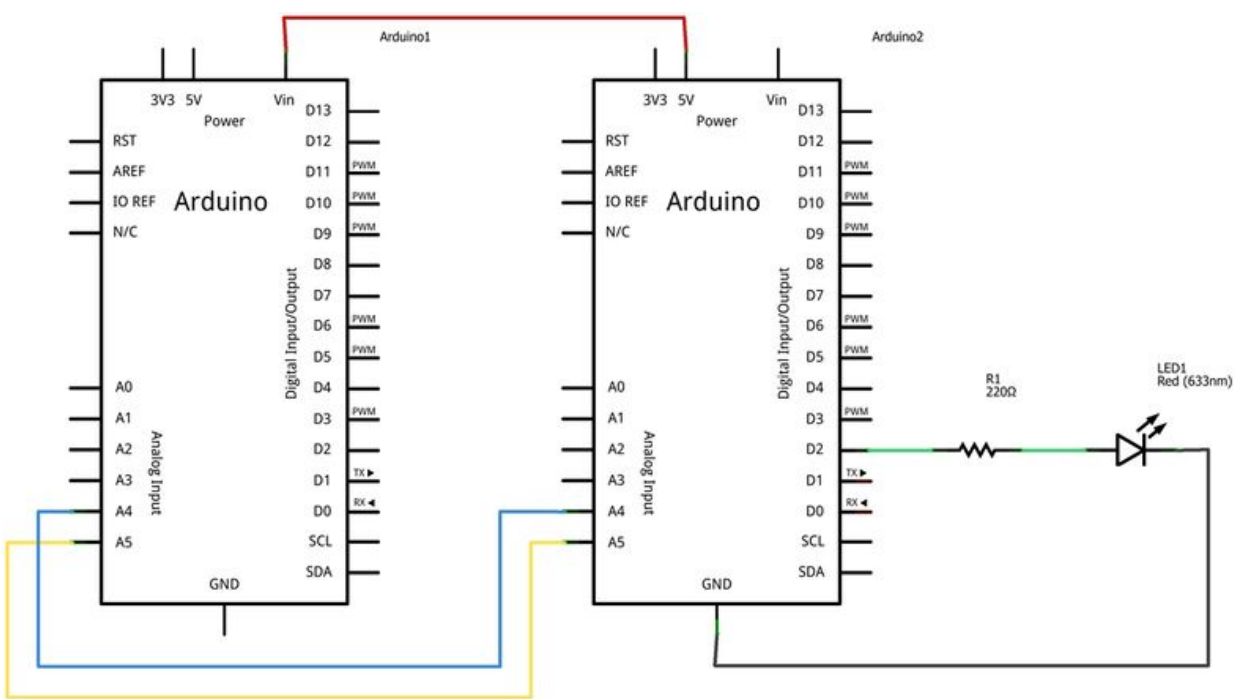 Arduino1
3V3 5V Vin
Power
D13
RST D12
AREF D11 PWM
IO REF Arduino D10 PWM
N/C D9 PWM
D8
Digital Input/Output
D7
D6 PWM
D5 PWM
A0 D4
A1 D3 PWM
A2 D2
Analog Input
A3 D1 TX ►
A4 D0 RX ◄
A5 SCL
SDA
GND
Arduino2
3V3 5V Vin
Power
D13
RST D12
AREF D11 PWM
IO REF Arduino D10 PWM
N/C D9 PWM
D8
Digital Input/Output
D7
D6 PWM
D5 PWM
A0 D4
A1 D3 PWM
A2 D2
Analog Input
A3 D1 TX ►
A4 D0 RX ◄
A5 SCL
SDA
GND
R1
220Ω
LED1
Red (633nm)